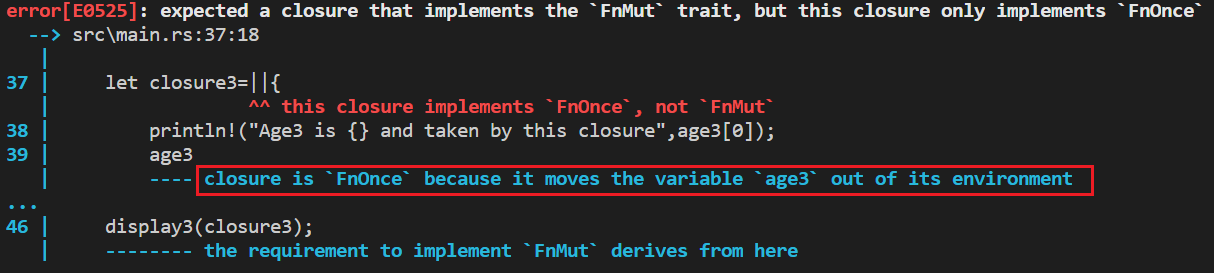 error[E0525]: expected a closure that implements the `FnMut` trait, but this closure only implements `FnOnce`
  --> src\main.rs:37:18
   |
37 |     let closure3=||{
   |                  ^^ this closure implements `FnOnce`, not `FnMut`
38 |         println!("Age3 is {} and taken by this closure",age3[0]);
39 |         age3
   |         ---- closure is `FnOnce` because it moves the variable `age3` out of its environment
...
46 |     display3(closure3);
   |     -------- the requirement to implement `FnMut` derives from here